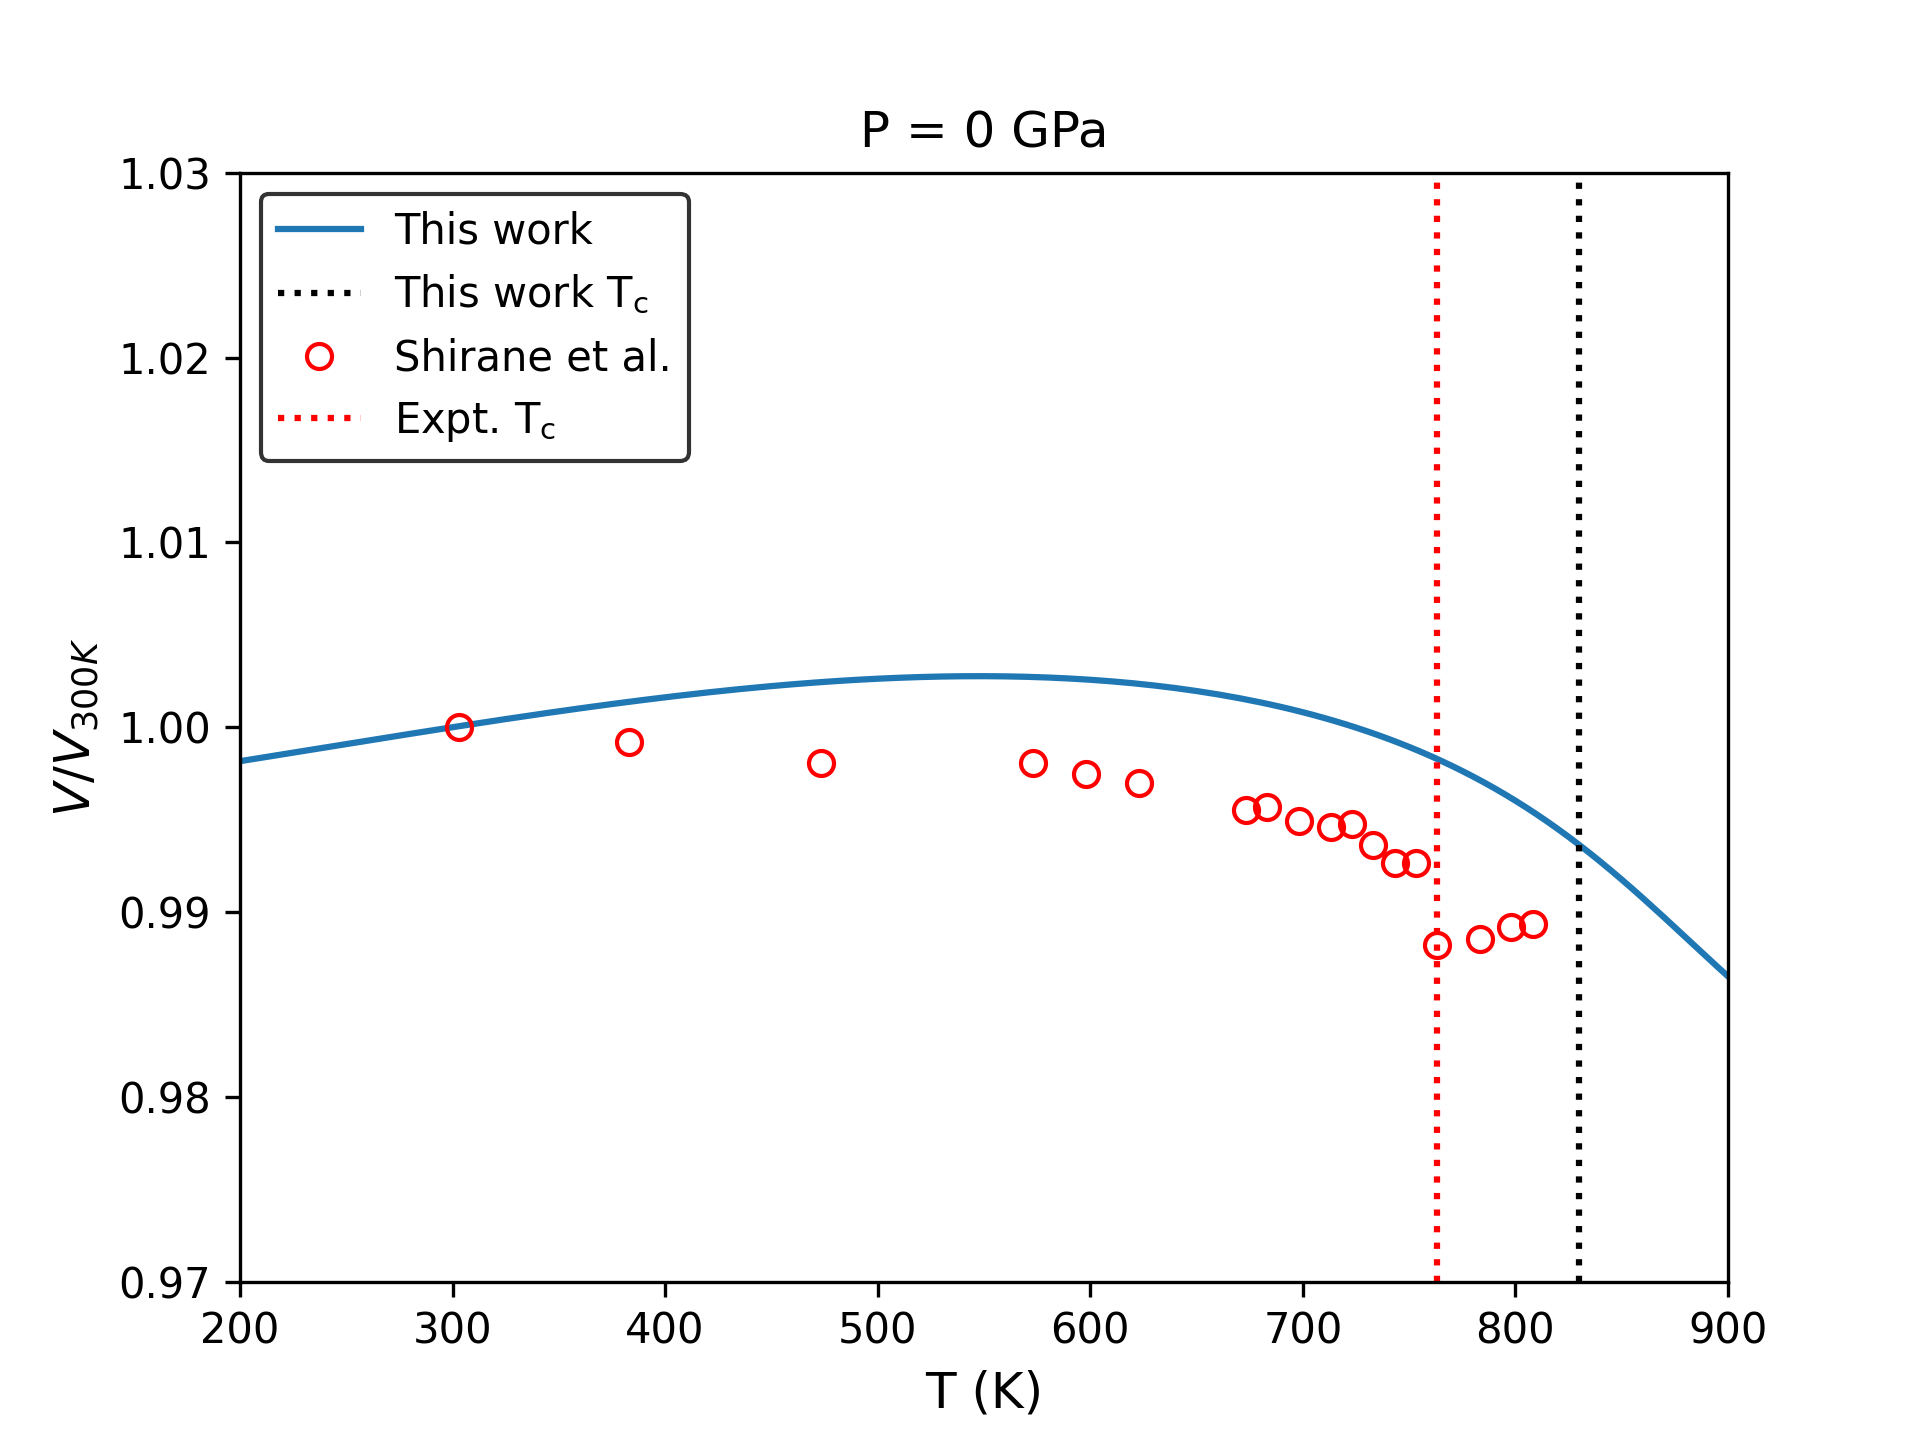 P = 0 GPa
1.03
1.02
1.01
1.00
0.99
0.98
0.97
This work
This work Tc
Shirane et al.
Expt. Tc
V/V300K
200 300 400 500 600 700 800 900
T (K)